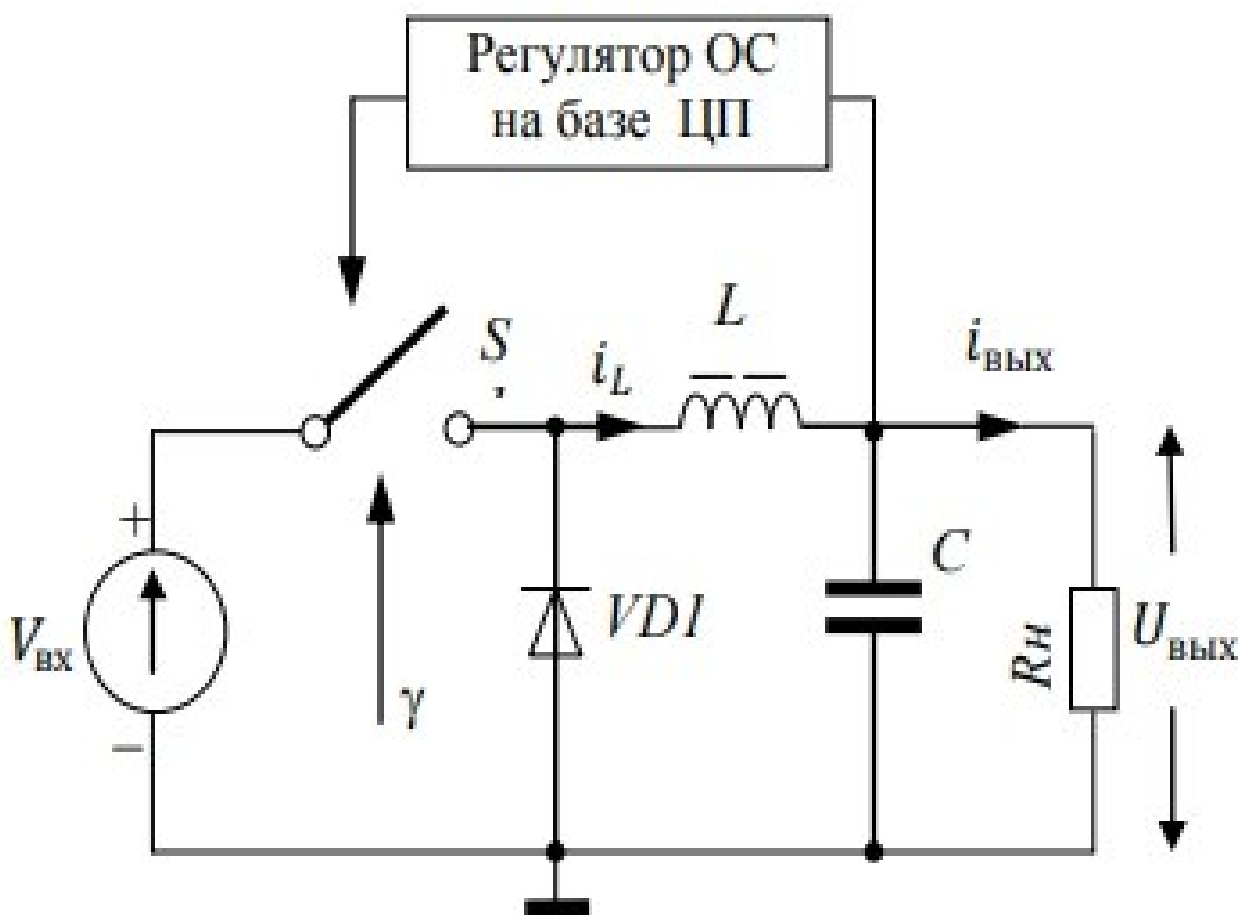 Регулятор ОС
на базе ЦП
S
L
i_L
i_вых
+
V_вх
−
γ
VD1
C
Rн
U_вых